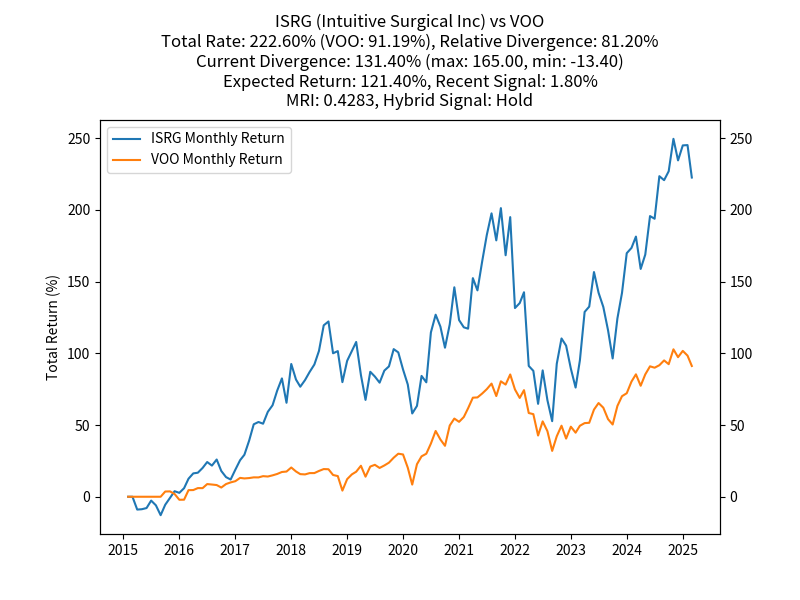 ISRG (Intuitive Surgical Inc) vs VOO
Total Rate: 222.60% (VOO: 91.19%), Relative Divergence: 81.20%
Current Divergence: 131.40% (max: 165.00, min: -13.40)
Expected Return: 121.40%, Recent Signal: 1.80%
MRI: 0.4283, Hybrid Signal: Hold
ISRG Monthly Return
VOO Monthly Return
Total Return (%)
250
200
150
100
50
0
250
200
150
100
50
0
2015 2016 2017 2018 2019 2020 2021 2022 2023 2024 2025